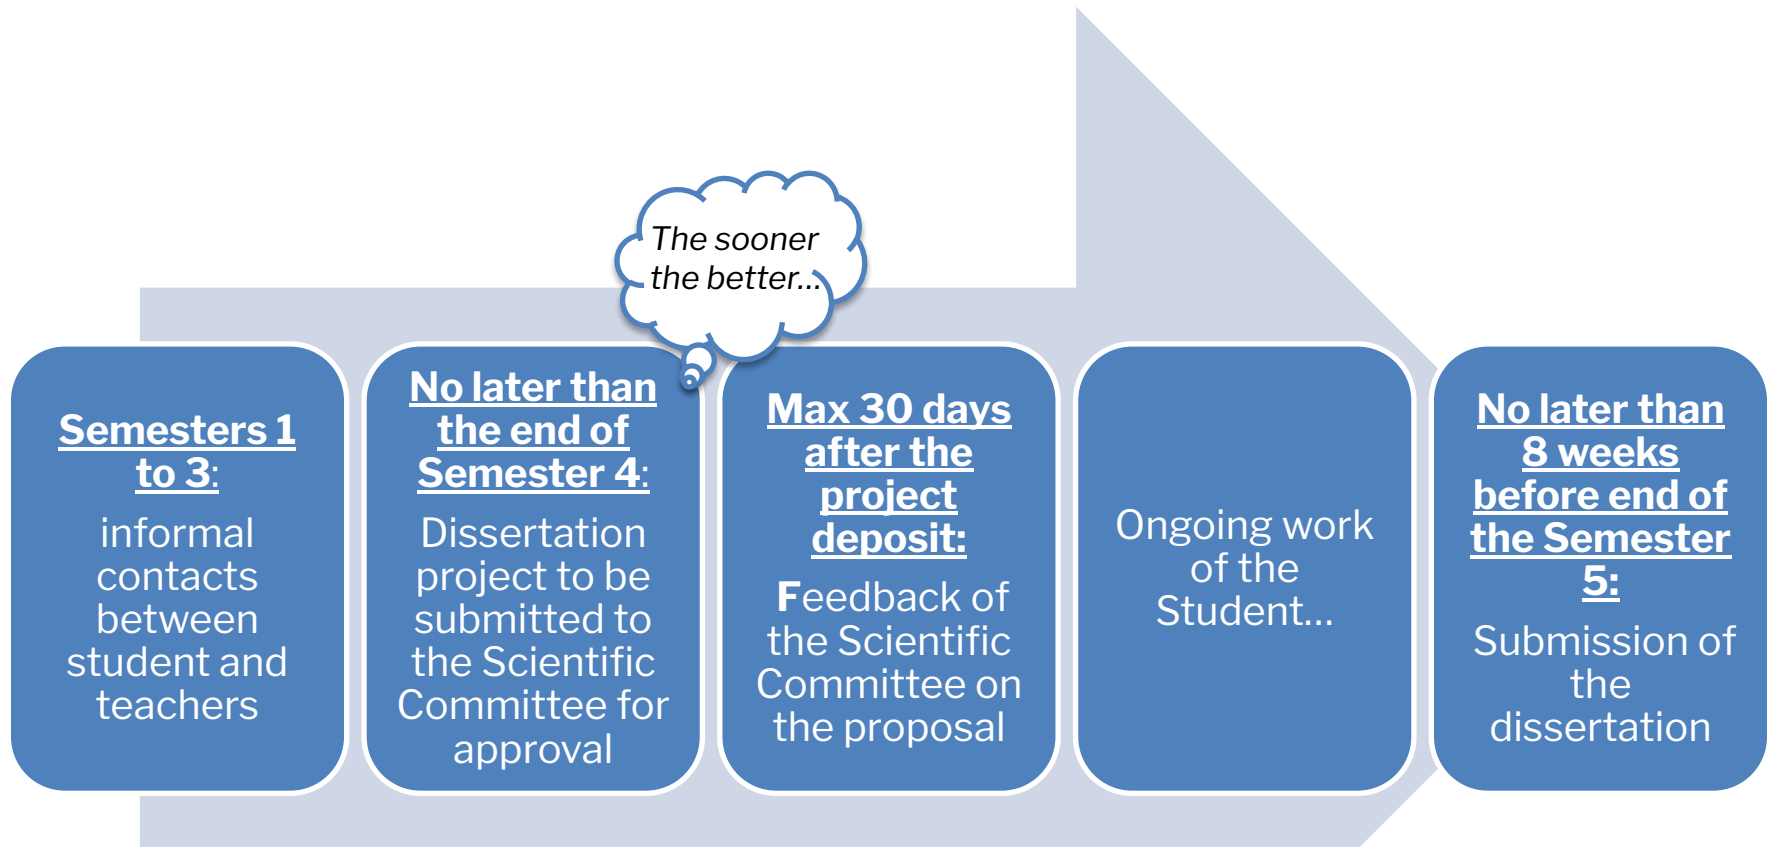 The sooner
the better...
Semesters 1
to 3:
informal
contacts
between
student and
teachers
No later than
the end of
Semester 4:
Dissertation
project to be
submitted to
the Scientific
Committee for
approval
Max 30 days
after the
project
deposit:
Feedback of
the Scientific
Committee on
the proposal
Ongoing work
of the
Student...
No later than
8 weeks
before end of
the Semester
5:
Submission of
the
dissertation